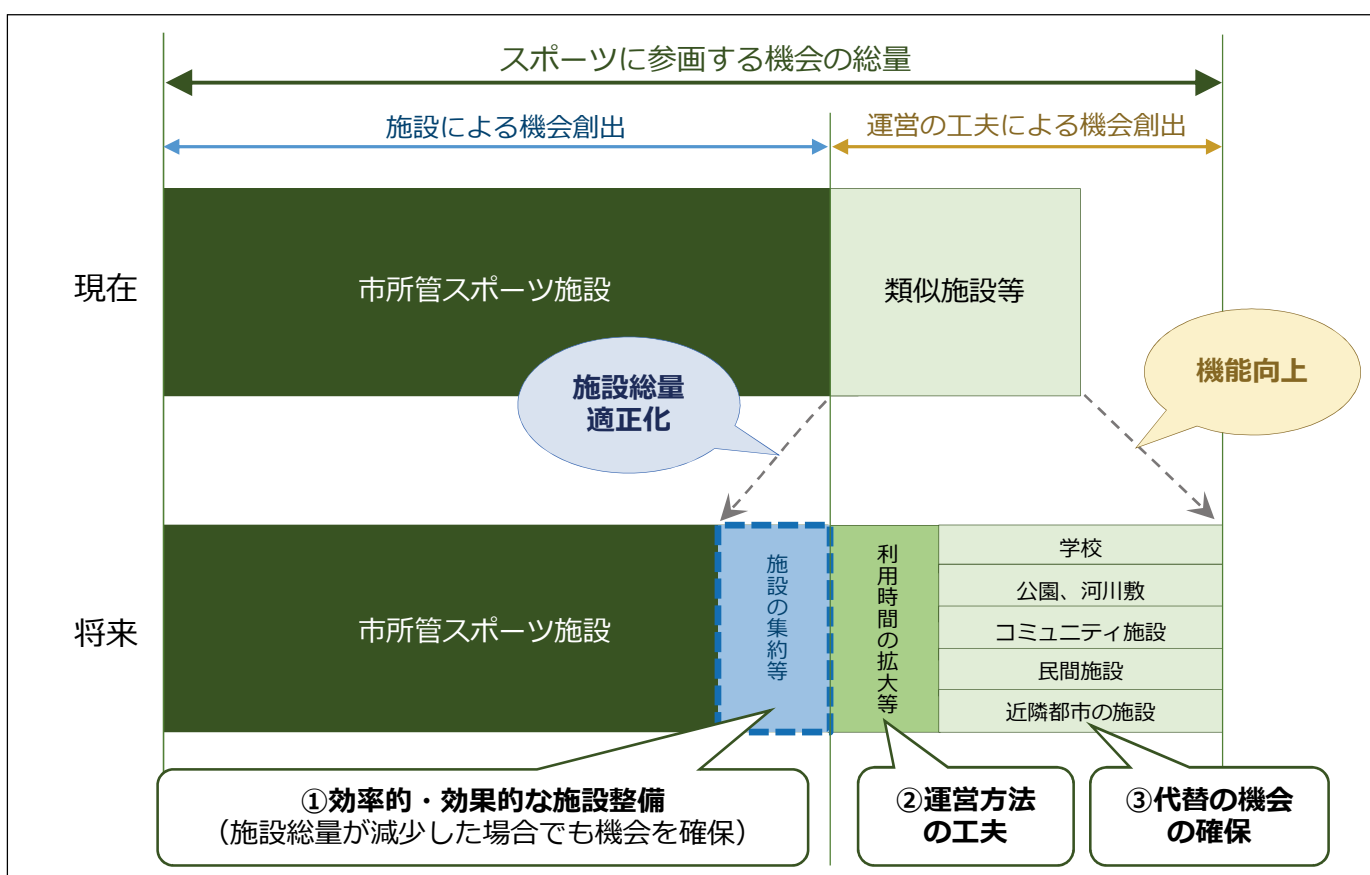 スポーツに参画する機会の総量
施設による機会創出
運営の工夫による機会創出
現在
市所管スポーツ施設
類似施設等
施設総量
適正化
機能向上
将来
市所管スポーツ施設
施設の集約等
利用時間の拡大等
学校
公園、河川敷
コミュニティ施設
民間施設
近隣都市の施設
①効率的・効果的な施設整備
（施設総量が減少した場合でも機会を確保）
②運営方法
の工夫
③代替の機会
の確保